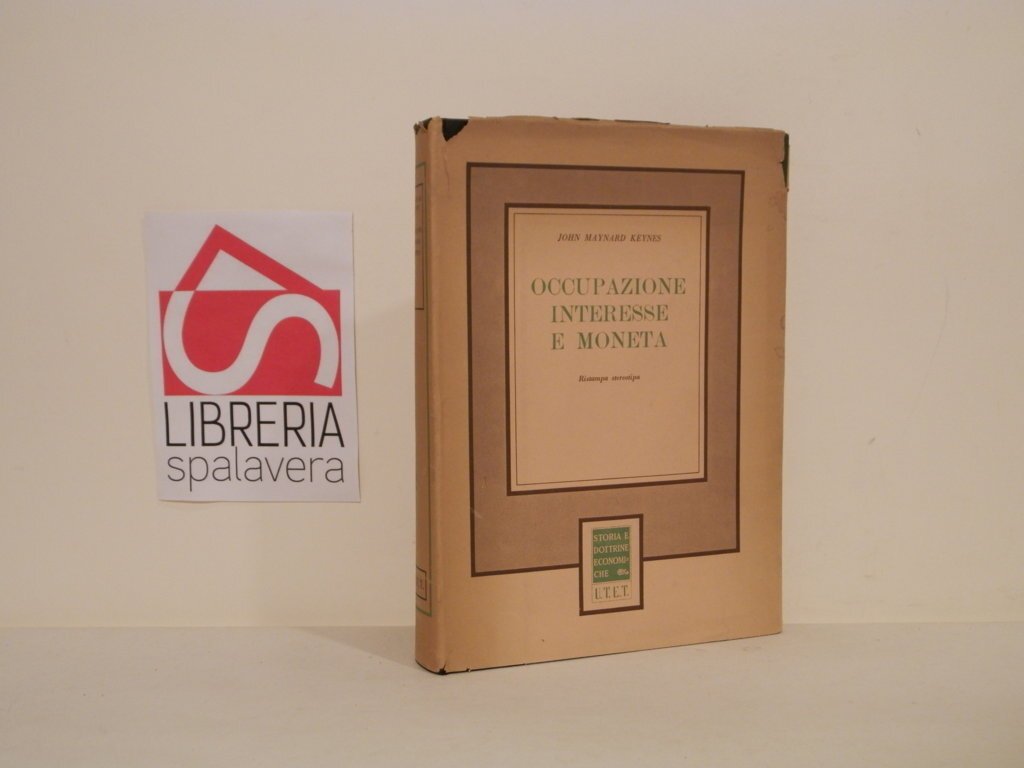 LIBRERIA
spalavera
JOHN MAYNARD KEYNES
OCCUPAZIONE
INTERESSE
E MONETA
Ristampa stereotipa
STORIA E
DOTTRINE
ECONOMI=
CHE
U.T.E.T.